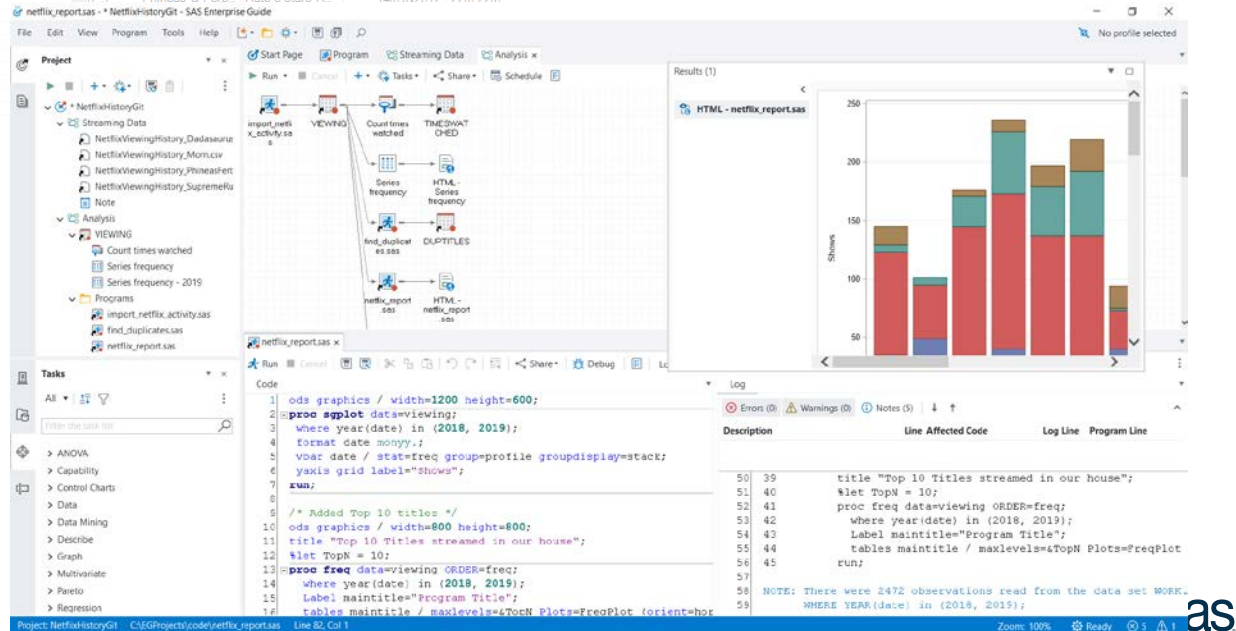 netflix_report.sas - * NetflixHistoryGit - SAS Enterprise Guide
File Edit View Program Tools Help
No profile selected
Project
* NetflixHistoryGit
Streaming Data
NetflixViewingHistory_Dadasaurus
NetflixViewingHistory_Mom.csv
NetflixViewingHistory_PhineasFert
NetflixViewingHistory_SupremeRu
Note
Analysis
VIEWING
Count times watched
Series frequency
Series frequency - 2019
Programs
import_netflix_activity.sas
find_duplicates.sas
netflix_report.sas
Tasks
All
Filter the task list
ANOVA
Capability
Control Charts
Data
Data Mining
Describe
Graph
Multivariate
Pareto
Regression
Start Page Program Streaming Data Analysis
Run Cancel Tasks Share Schedule
import_netfli
x_activity.sa
s
VIEWING
Count times
watched
TIMESWAT
CHED
Series
frequency
HTML -
Series
frequency
find_duplicat
es.sas
DUPTITLES
netflix_report
.sas
HTML -
netflix_report
.sas
Results (1)
HTML - netflix_report.sas
250
200
150
100
50
Shows
netflix_report.sas
Run Cancel Share Debug
Code
1 ods graphics / width=1200 height=600;
2 proc sgplot data=viewing;
3 where year(date) in (2018, 2019);
4 format date monyy.;
5 vbar date / stat=freq group=profile groupdisplay=stack;
6 yaxis grid label="Shows";
7 run;
8
9 /* Added Top 10 titles */
10 ods graphics / width=800 height=800;
11 title "Top 10 Titles streamed in our house";
12 %let TopN = 10;
13 proc freq data=viewing ORDER=freq;
14 where year(date) in (2018, 2019);
15 Label maintitle="Program Title";
16 tables maintitle / maxlevels=&TopN Plots=FreqPlot (orient=hor
Log
Errors (0) Warnings (0) Notes (5)
Description Line Affected Code Log Line Program Line
50 39 title "Top 10 Titles streamed in our house";
51 40 %let TopN = 10;
52 41 proc freq data=viewing ORDER=freq;
53 42 where year(date) in (2018, 2019);
54 43 Label maintitle="Program Title";
55 44 tables maintitle / maxlevels=&TopN Plots=FreqPlot
56 45 run;
57
58 NOTE: There were 2472 observations read from the data set WORK.
59 WHERE YEAR(date) in (2018, 2019);
Project: NetflixHistoryGit C:\EGProjects\code\netflix_report.sas Line 82, Col 1
Zoom: 100% Ready 5 1
as